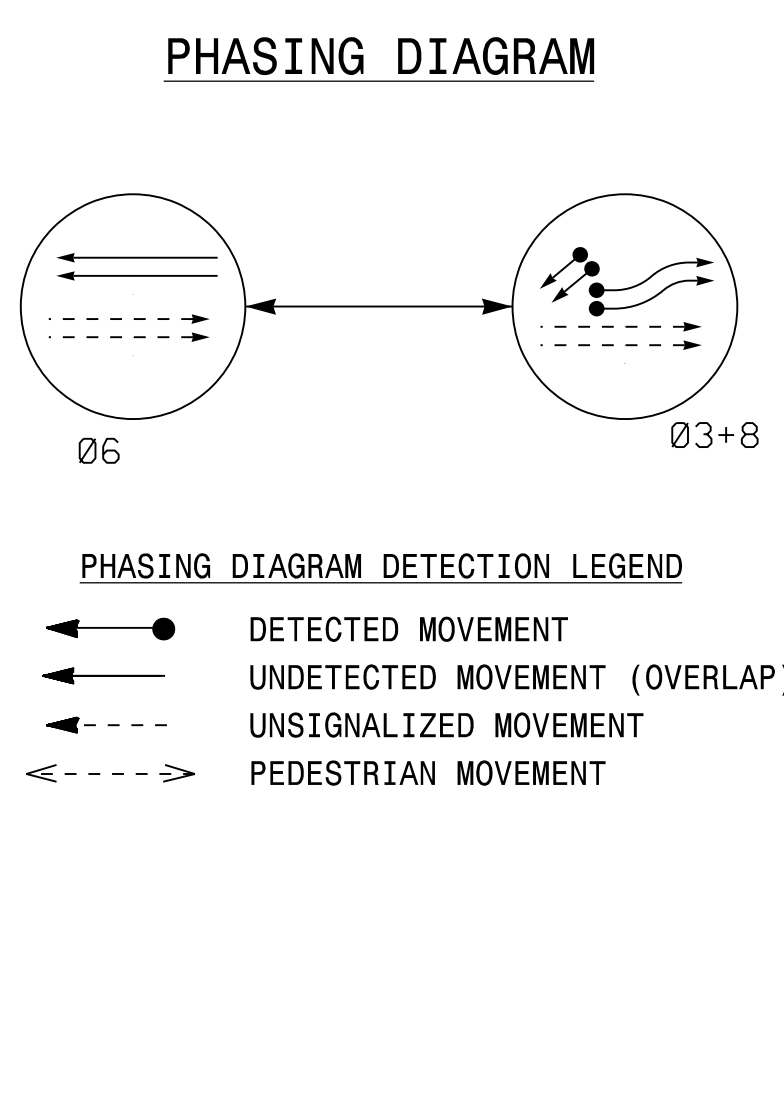 PHASING DIAGRAM
Ø6
Ø3+8
PHASING DIAGRAM DETECTION LEGEND
DETECTED MOVEMENT
UNDETECTED MOVEMENT (OVERLAP)
UNSIGNALIZED MOVEMENT
PEDESTRIAN MOVEMENT